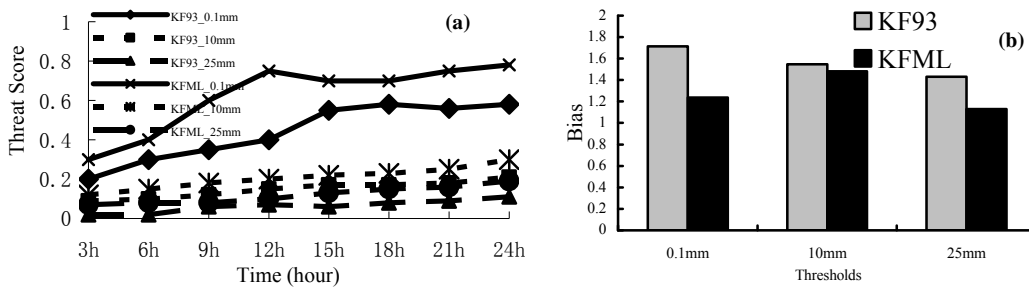 1
0.8
0.6
0.4
0.2
0
Threat Score
(a)
KF93_0.1mm
KF93_10mm
KF93_25mm
KFML_0.1mm
KFML_10mm
KFML_25mm
3h 6h 9h 12h 15h 18h 21h 24h
Time (hour)
2
1.8
1.6
1.4
1.2
1
0.8
0.6
0.4
0.2
0
Bias
KF93
KFML
(b)
0.1mm 10mm 25mm
Thresholds